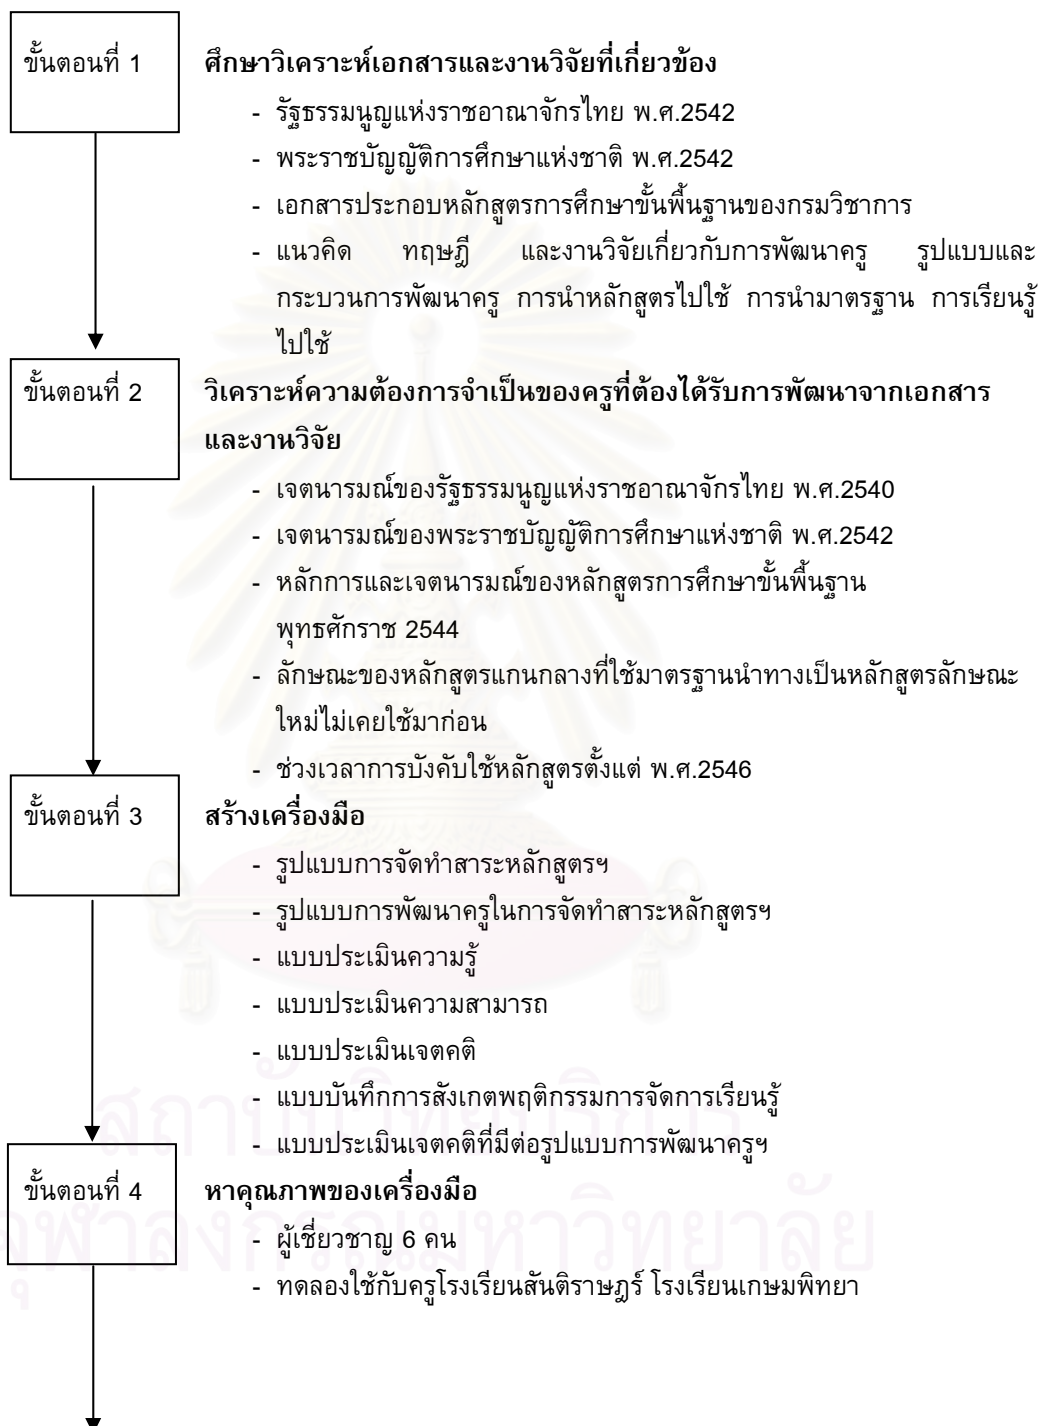 ขั้นตอนที่ 1 ศึกษาวิเคราะห์เอกสารและงานวิจัยที่เกี่ยวข้อง
- รัฐธรรมนูญแห่งราชอาณาจักรไทย พ.ศ.2542
- พระราชบัญญัติการศึกษาแห่งชาติ พ.ศ.2542
- เอกสารประกอบหลักสูตรการศึกษาขั้นพื้นฐานของกรมวิชาการ
- แนวคิด ทฤษฎี และงานวิจัยเกี่ยวกับการพัฒนาครู รูปแบบและ
กระบวนการพัฒนาครู การนำหลักสูตรไปใช้ การนำมาตรฐาน การเรียนรู้
ไปใช้
ขั้นตอนที่ 2 วิเคราะห์ความต้องการจำเป็นของครูที่ต้องได้รับการพัฒนาจากเอกสาร
และงานวิจัย
- เจตนารมณ์ของรัฐธรรมนูญแห่งราชอาณาจักรไทย พ.ศ.2540
- เจตนารมณ์ของพระราชบัญญัติการศึกษาแห่งชาติ พ.ศ.2542
- หลักการและเจตนารมณ์ของหลักสูตรการศึกษาขั้นพื้นฐาน
พุทธศักราช 2544
- ลักษณะของหลักสูตรแกนกลางที่ใช้มาตรฐานนำทางเป็นหลักสูตรลักษณะ
ใหม่ไม่เคยใช้มาก่อน
- ช่วงเวลาการบังคับใช้หลักสูตรตั้งแต่ พ.ศ.2546
ขั้นตอนที่ 3 สร้างเครื่องมือ
- รูปแบบการจัดทำสาระหลักสูตรฯ
- รูปแบบการพัฒนาครูในการจัดทำสาระหลักสูตรฯ
- แบบประเมินความรู้
- แบบประเมินความสามารถ
- แบบประเมินเจตคติ
- แบบบันทึกการสังเกตพฤติกรรมการจัดการเรียนรู้
- แบบประเมินเจตคติที่มีต่อรูปแบบการพัฒนาครูฯ
สถาบันวิทยบริการ
ขั้นตอนที่ 4 หาคุณภาพของเครื่องมือ
จุฬาลงกรณ์มหาวิทยาลัย
- ผู้เชี่ยวชาญ 6 คน
- ทดลองใช้กับครูโรงเรียนสันติราษฎร์ โรงเรียนเกษมพิทยา